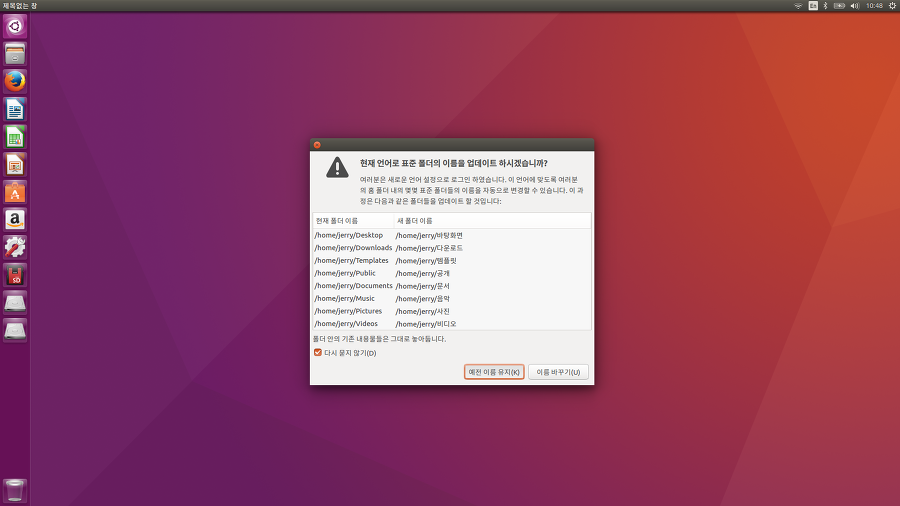 제목없는 창
En
10:48
현재 언어로 표준 폴더의 이름을 업데이트 하시겠습니까?
여러분은 새로운 언어 설정으로 로그인 하였습니다. 이 언어에 맞도록 여러분
의 홈 폴더 내의 몇몇 표준 폴더들의 이름을 자동으로 변경할 수 있습니다. 이 과
정은 다음과 같은 폴더들을 업데이트 할 것입니다:
현재 폴더 이름 새 폴더 이름
/home/jerry/Desktop /home/jerry/바탕화면
/home/jerry/Downloads /home/jerry/다운로드
/home/jerry/Templates /home/jerry/템플릿
/home/jerry/Public /home/jerry/공개
/home/jerry/Documents /home/jerry/문서
/home/jerry/Music /home/jerry/음악
/home/jerry/Pictures /home/jerry/사진
/home/jerry/Videos /home/jerry/비디오
폴더 안의 기존 내용물들은 그대로 놓아둡니다.
다시 묻지 않기(D)
예전 이름 유지(K) 이름 바꾸기(U)
a
SD